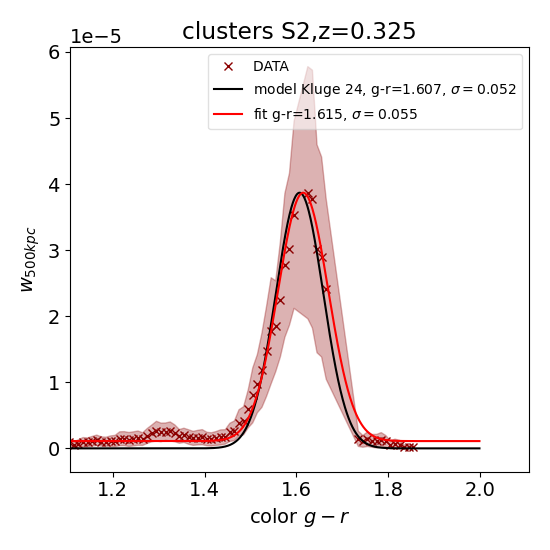 clusters S2,z=0.325
1e−5
6
5
4
3
2
1
0
w500kpc
DATA
model Kluge 24, g-r=1.607, σ = 0.052
fit g-r=1.615, σ = 0.055
1.2 1.4 1.6 1.8 2.0
color g − r